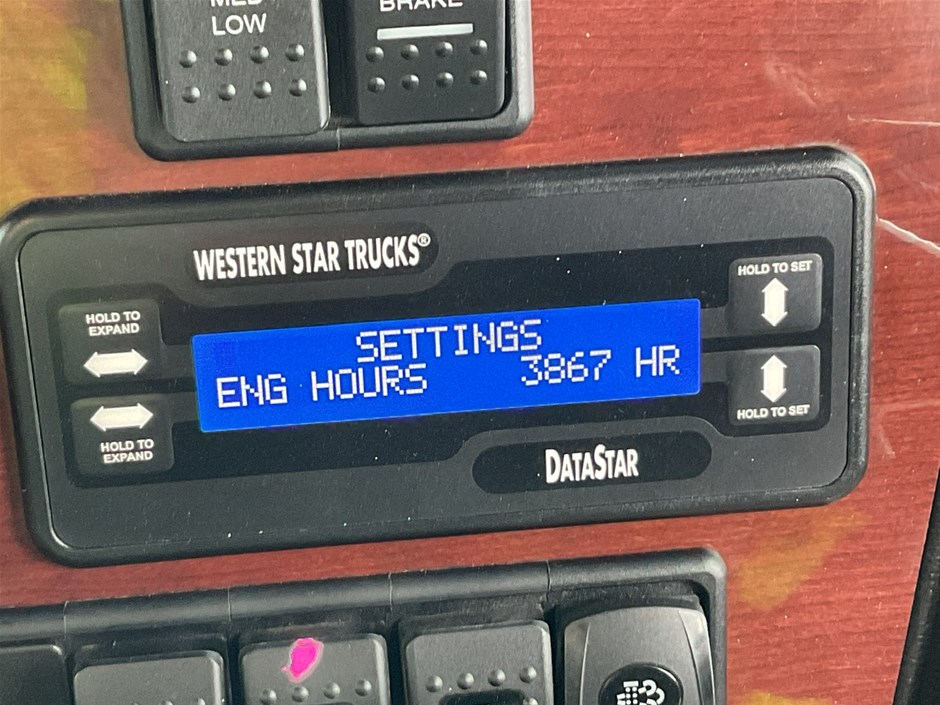 MED
LOW
BRAKE
WESTERN STAR TRUCKS®
HOLD TO SET
HOLD TO
EXPAND
SETTINGS
ENG HOURS 3867 HR
HOLD TO SET
HOLD TO
EXPAND
DATASTAR